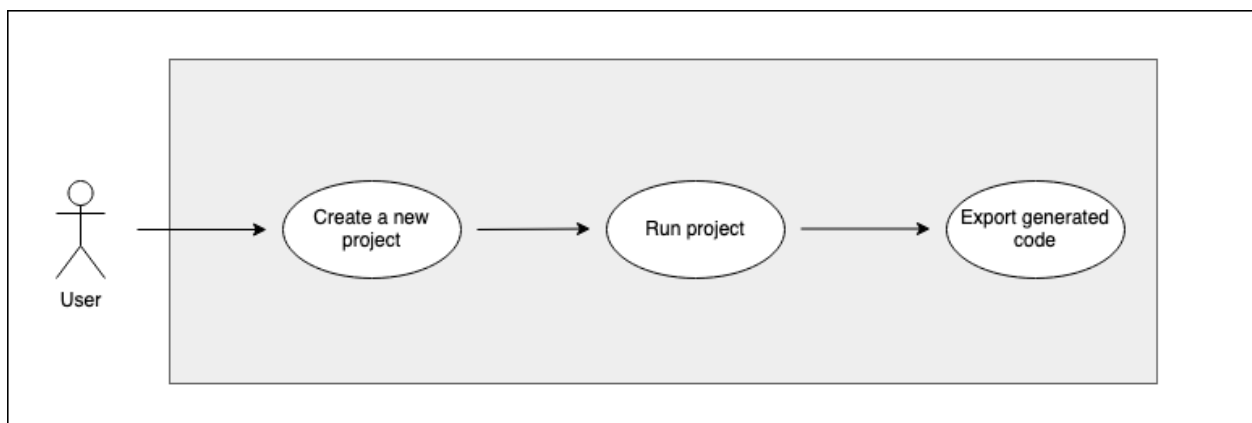 User
Create a new
project
Run project
Export generated
code